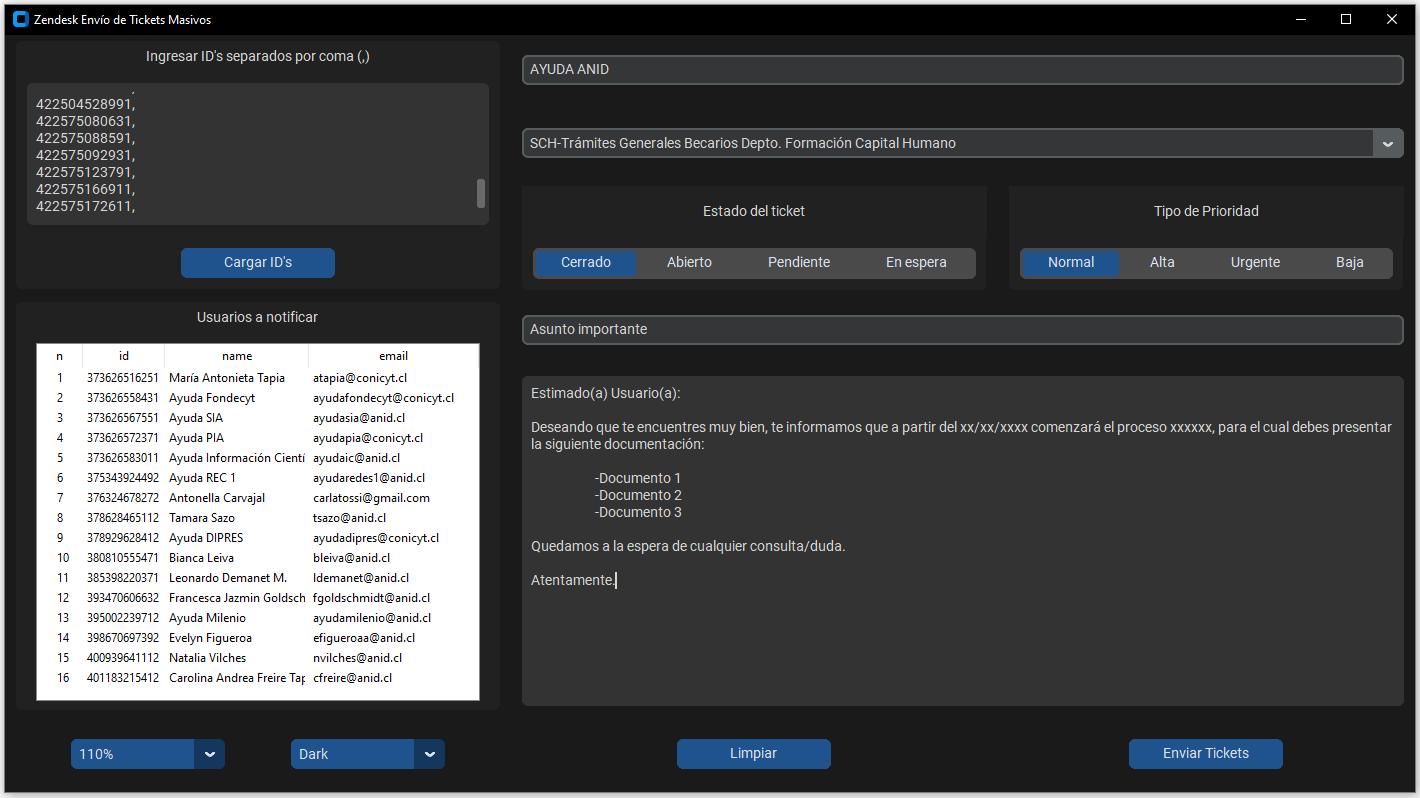 Zendesk Envío de Tickets Masivos
Ingresar ID's separados por coma (,)
422504528991,
422575080631,
422575088591,
422575092931,
422575123791,
422575166911,
422575172611,
Cargar ID's
Usuarios a notificar
n id name email
1 373626516251 María Antonieta Tapia atapia@conicyt.cl
2 373626558431 Ayuda Fondecyt ayudafondecyt@conicyt.cl
3 373626567551 Ayuda SIA ayudasia@anid.cl
4 373626572371 Ayuda PIA ayudapia@conicyt.cl
5 373626583011 Ayuda Información Cientí ayudaic@anid.cl
6 375343924492 Ayuda REC 1 ayudaredes1@anid.cl
7 376324678272 Antonella Carvajal carlatossi@gmail.com
8 378628465112 Tamara Sazo tsazo@anid.cl
9 378929628412 Ayuda DIPRES ayudadipres@conicyt.cl
10 380810555471 Bianca Leiva bleiva@anid.cl
11 385398220371 Leonardo Demanet M. ldemanet@anid.cl
12 393470606632 Francesca Jazmin Goldsch fgoldschmidt@anid.cl
13 395002239712 Ayuda Milenio ayudamilenio@anid.cl
14 398670697392 Evelyn Figueroa efigueroaa@anid.cl
15 400939641112 Natalia Vilches nvilches@anid.cl
16 401183215412 Carolina Andrea Freire Tap cfreire@anid.cl
110%
Dark
AYUDA ANID
SCH-Trámites Generales Becarios Depto. Formación Capital Humano
Estado del ticket
Cerrado Abierto Pendiente En espera
Tipo de Prioridad
Normal Alta Urgente Baja
Asunto importante
Estimado(a) Usuario(a):
Deseando que te encuentres muy bien, te informamos que a partir del xx/xx/xxxx comenzará el proceso xxxxxx, para el cual debes presentar
la siguiente documentación:
-Documento 1
-Documento 2
-Documento 3
Quedamos a la espera de cualquier consulta/duda.
Atentamente.
Limpiar
Enviar Tickets